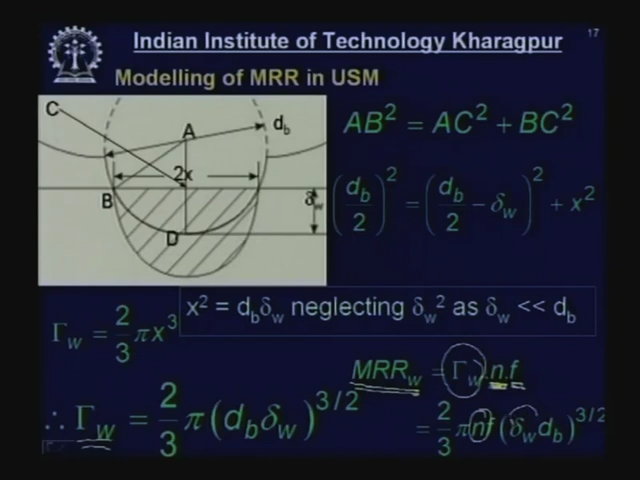 17
Indian Institute of Technology Kharagpur
Modelling of MRR in USM
C
A
d_b
2x
B
D
δ_w
AB² = AC² + BC²
(d_b/2)² = (d_b/2 − δ_w)² + x²
x² = d_bδ_w neglecting δ_w² as δ_w << d_b
Γ_w = 2/3 πx³
MRR_w = Γ_w.n.f
∴ Γ_w = 2/3 π(d_bδ_w)^3/2
= 2/3 πnf(δ_wd_b)^3/2